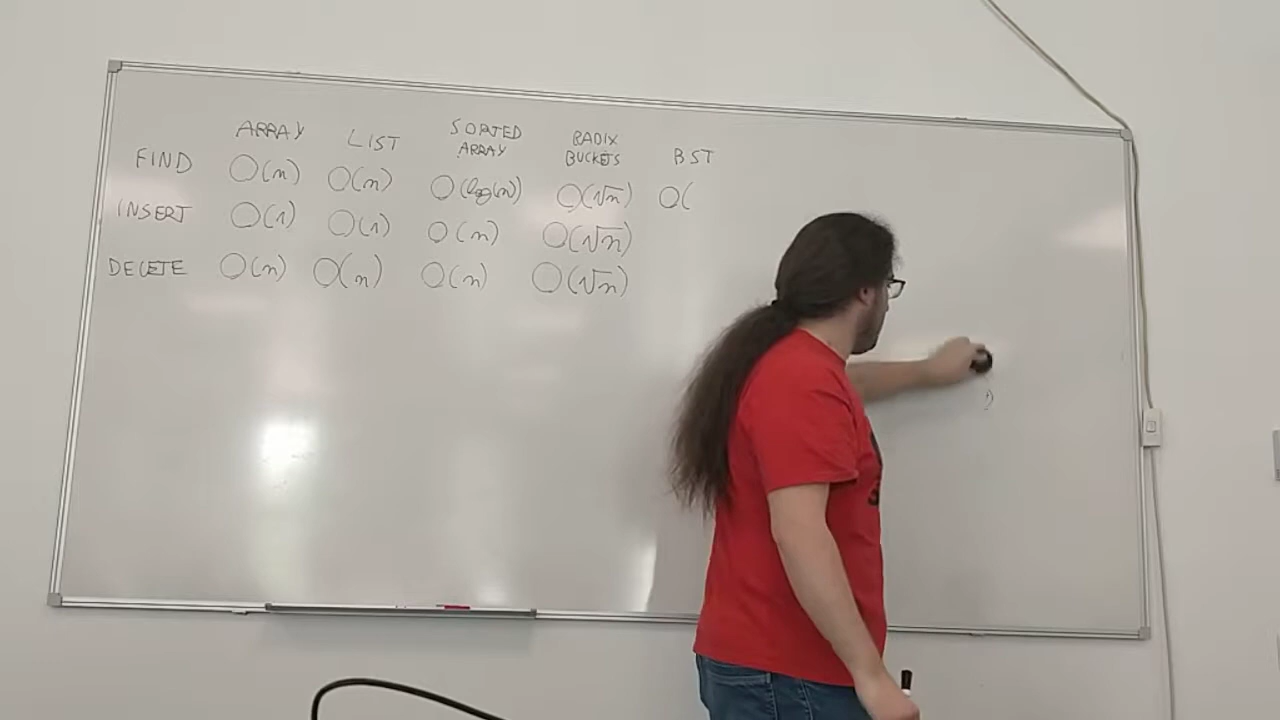 ARRAY LIST SORTED ARRAY RADIX BUCKETS BST
FIND O(n) O(n) O(log(n)) O(√n) O(
INSERT O(1) O(1) O(n) O(√n)
DELETE O(n) O(n) O(n) O(√n)